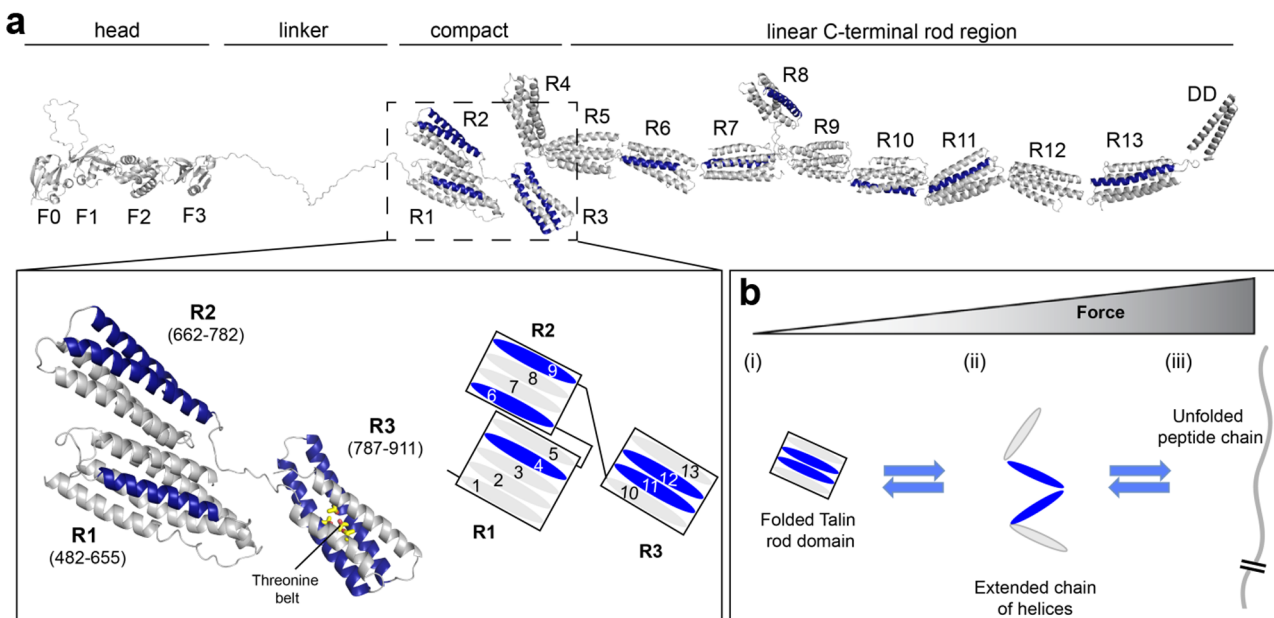 a
head
linker
compact
linear C-terminal rod region
R4
R8
DD
R2
R5
R6
R7
R9
R10
R11
R12
R13
F0
F1
F2
F3
R1
R3
R2
(662-782)
R1
(482-655)
R3
(787-911)
Threonine
belt
R2
9
8
7
6
5
4
3
2
1
R1
13
12
11
10
R3
b
Force
(i)
(ii)
(iii)
Unfolded
peptide chain
Folded Talin
rod domain
Extended chain
of helices